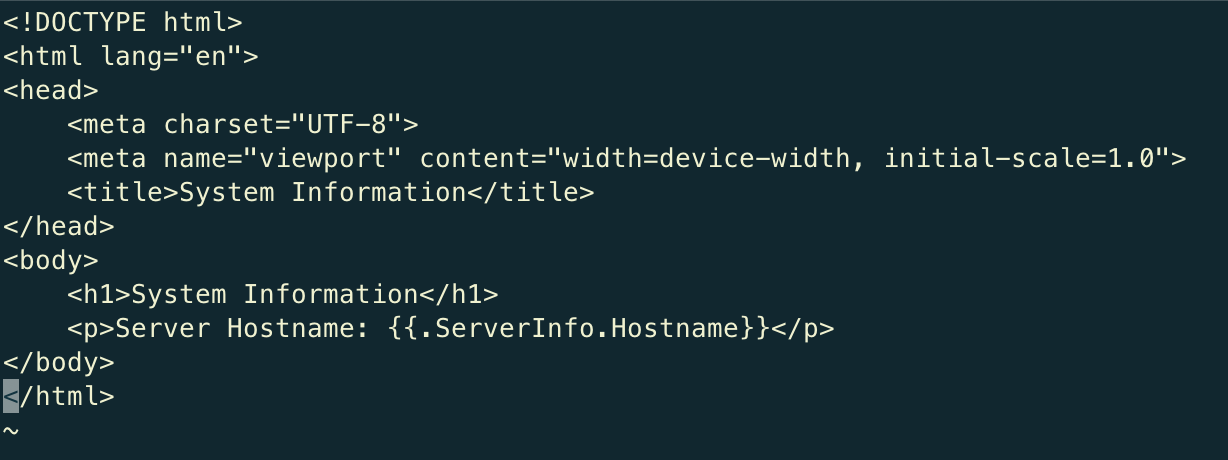 <!DOCTYPE html>
<html lang="en">
<head>
    <meta charset="UTF-8">
    <meta name="viewport" content="width=device-width, initial-scale=1.0">
    <title>System Information</title>
</head>
<body>
    <h1>System Information</h1>
    <p>Server Hostname: {{.ServerInfo.Hostname}}</p>
</body>
</html>
~